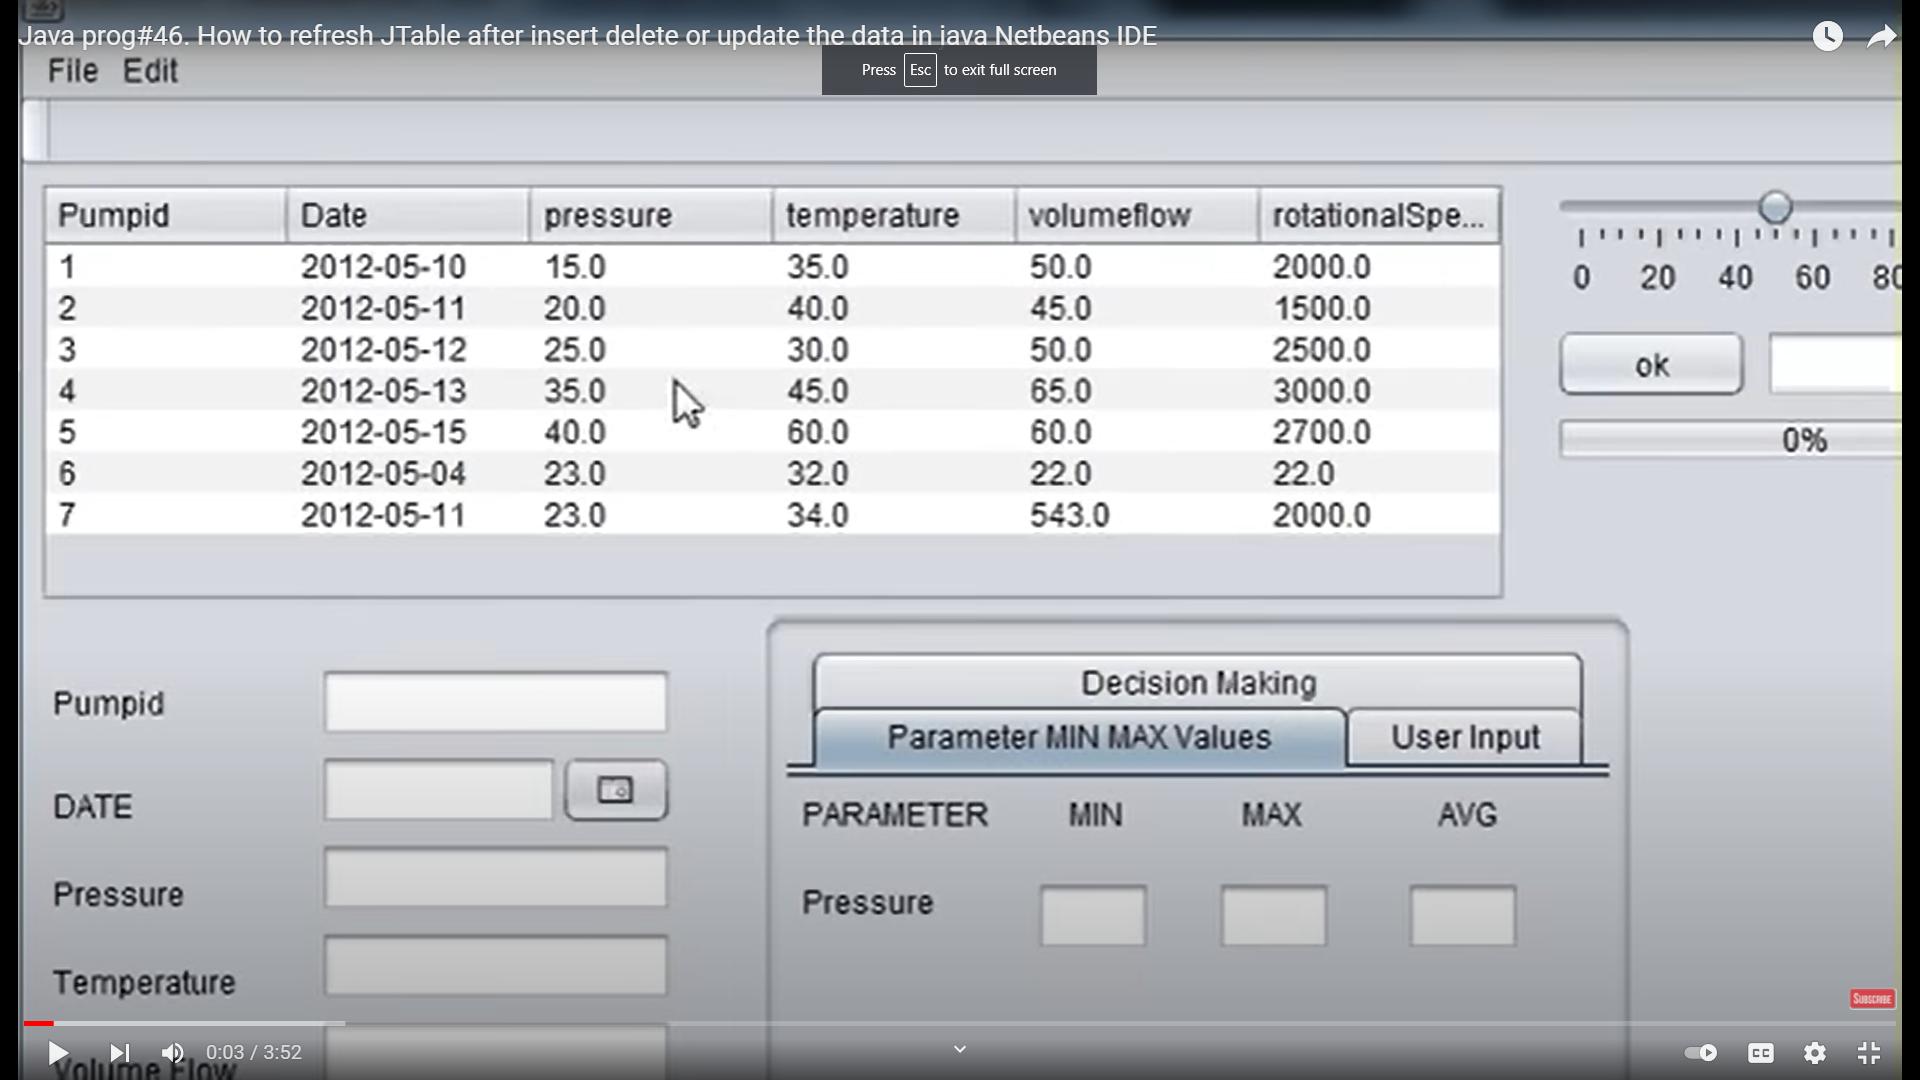 Java prog#46. How to refresh JTable after insert delete or update the data in java Netbeans IDE
Press Esc to exit full screen
File Edit
Pumpid Date pressure temperature volumeflow rotationalSpe...
1 2012-05-10 15.0 35.0 50.0 2000.0
2 2012-05-11 20.0 40.0 45.0 1500.0
3 2012-05-12 25.0 30.0 50.0 2500.0
4 2012-05-13 35.0 45.0 65.0 3000.0
5 2012-05-15 40.0 60.0 60.0 2700.0
6 2012-05-04 23.0 32.0 22.0 22.0
7 2012-05-11 23.0 34.0 543.0 2000.0
0 20 40 60 80
ok
0%
Pumpid
DATE
Pressure
Temperature
Volume Flow
Decision Making
Parameter MIN MAX Values User Input
PARAMETER MIN MAX AVG
Pressure
SUBSCRIBE
0:03 / 3:52
CC